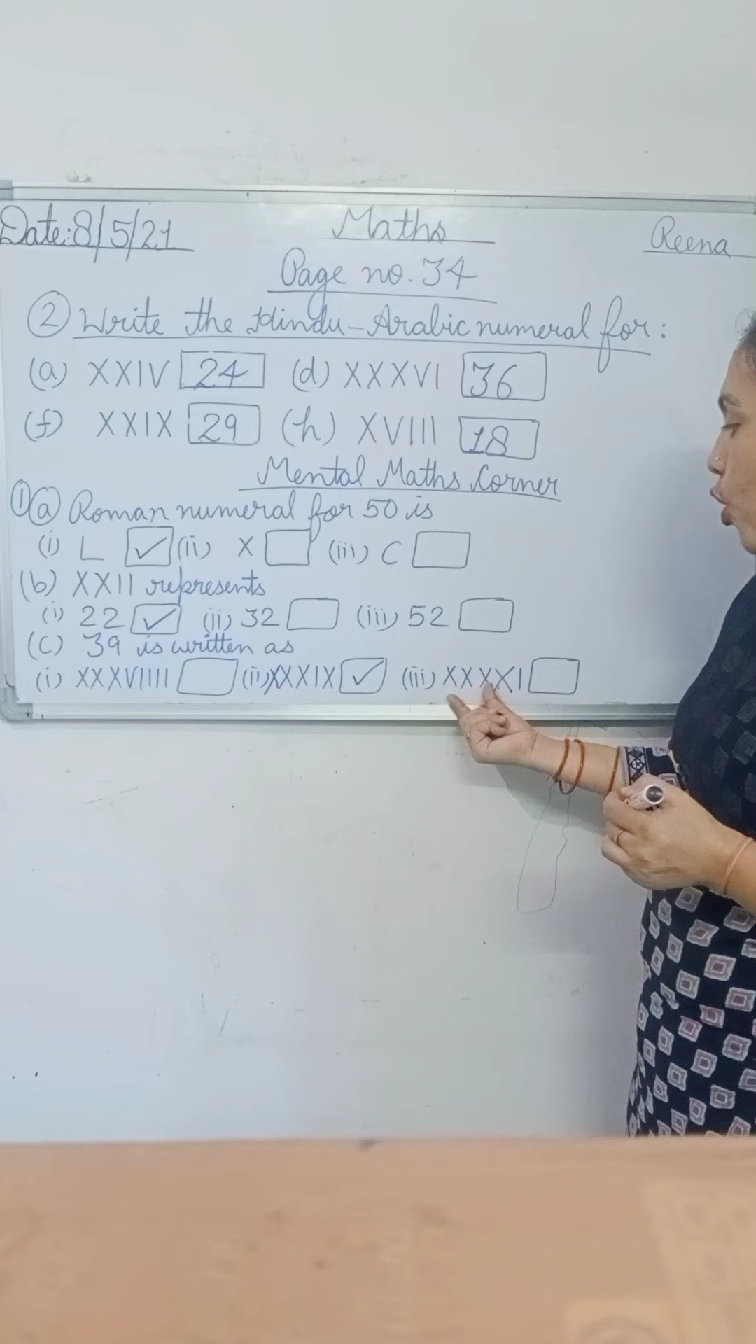 Date: 8/5/21 Maths Reena
Page no. 34
② Write the Hindu-Arabic numeral for:
(a) XXIV 24 (d) XXXVI 36
(f) XXIX 29 (h) XVIII 18
Mental Maths Corner
① (a) Roman numeral for 50 is
(i) L ✓ (ii) X (iii) C
(b) XXII represents
(i) 22 ✓ (ii) 32 (iii) 52
(c) 39 is written as
(i) XXXVIIII (ii) XXXIX ✓ (iii) XXXXI